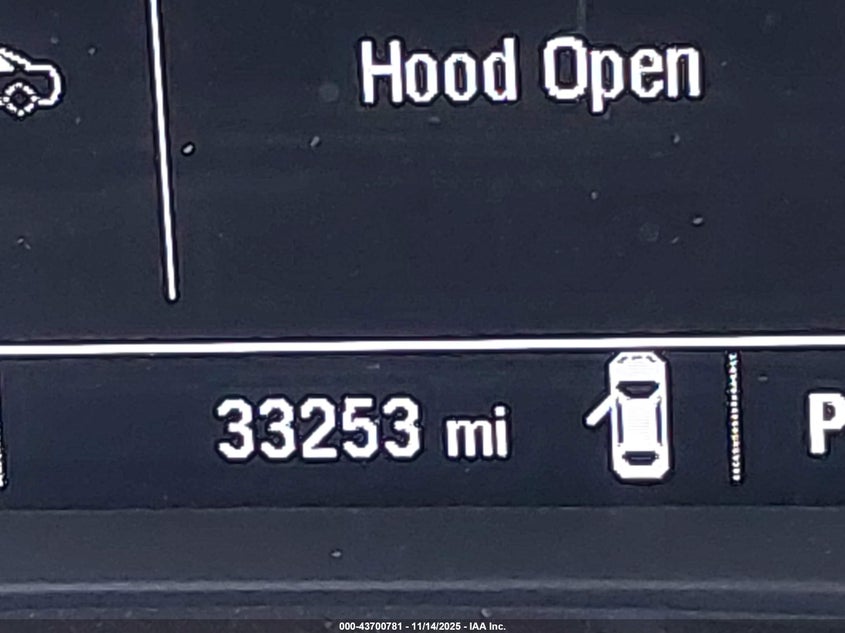 Hood Open
33253 mi
P
000-43700781 - 11/14/2025 - IAA Inc.